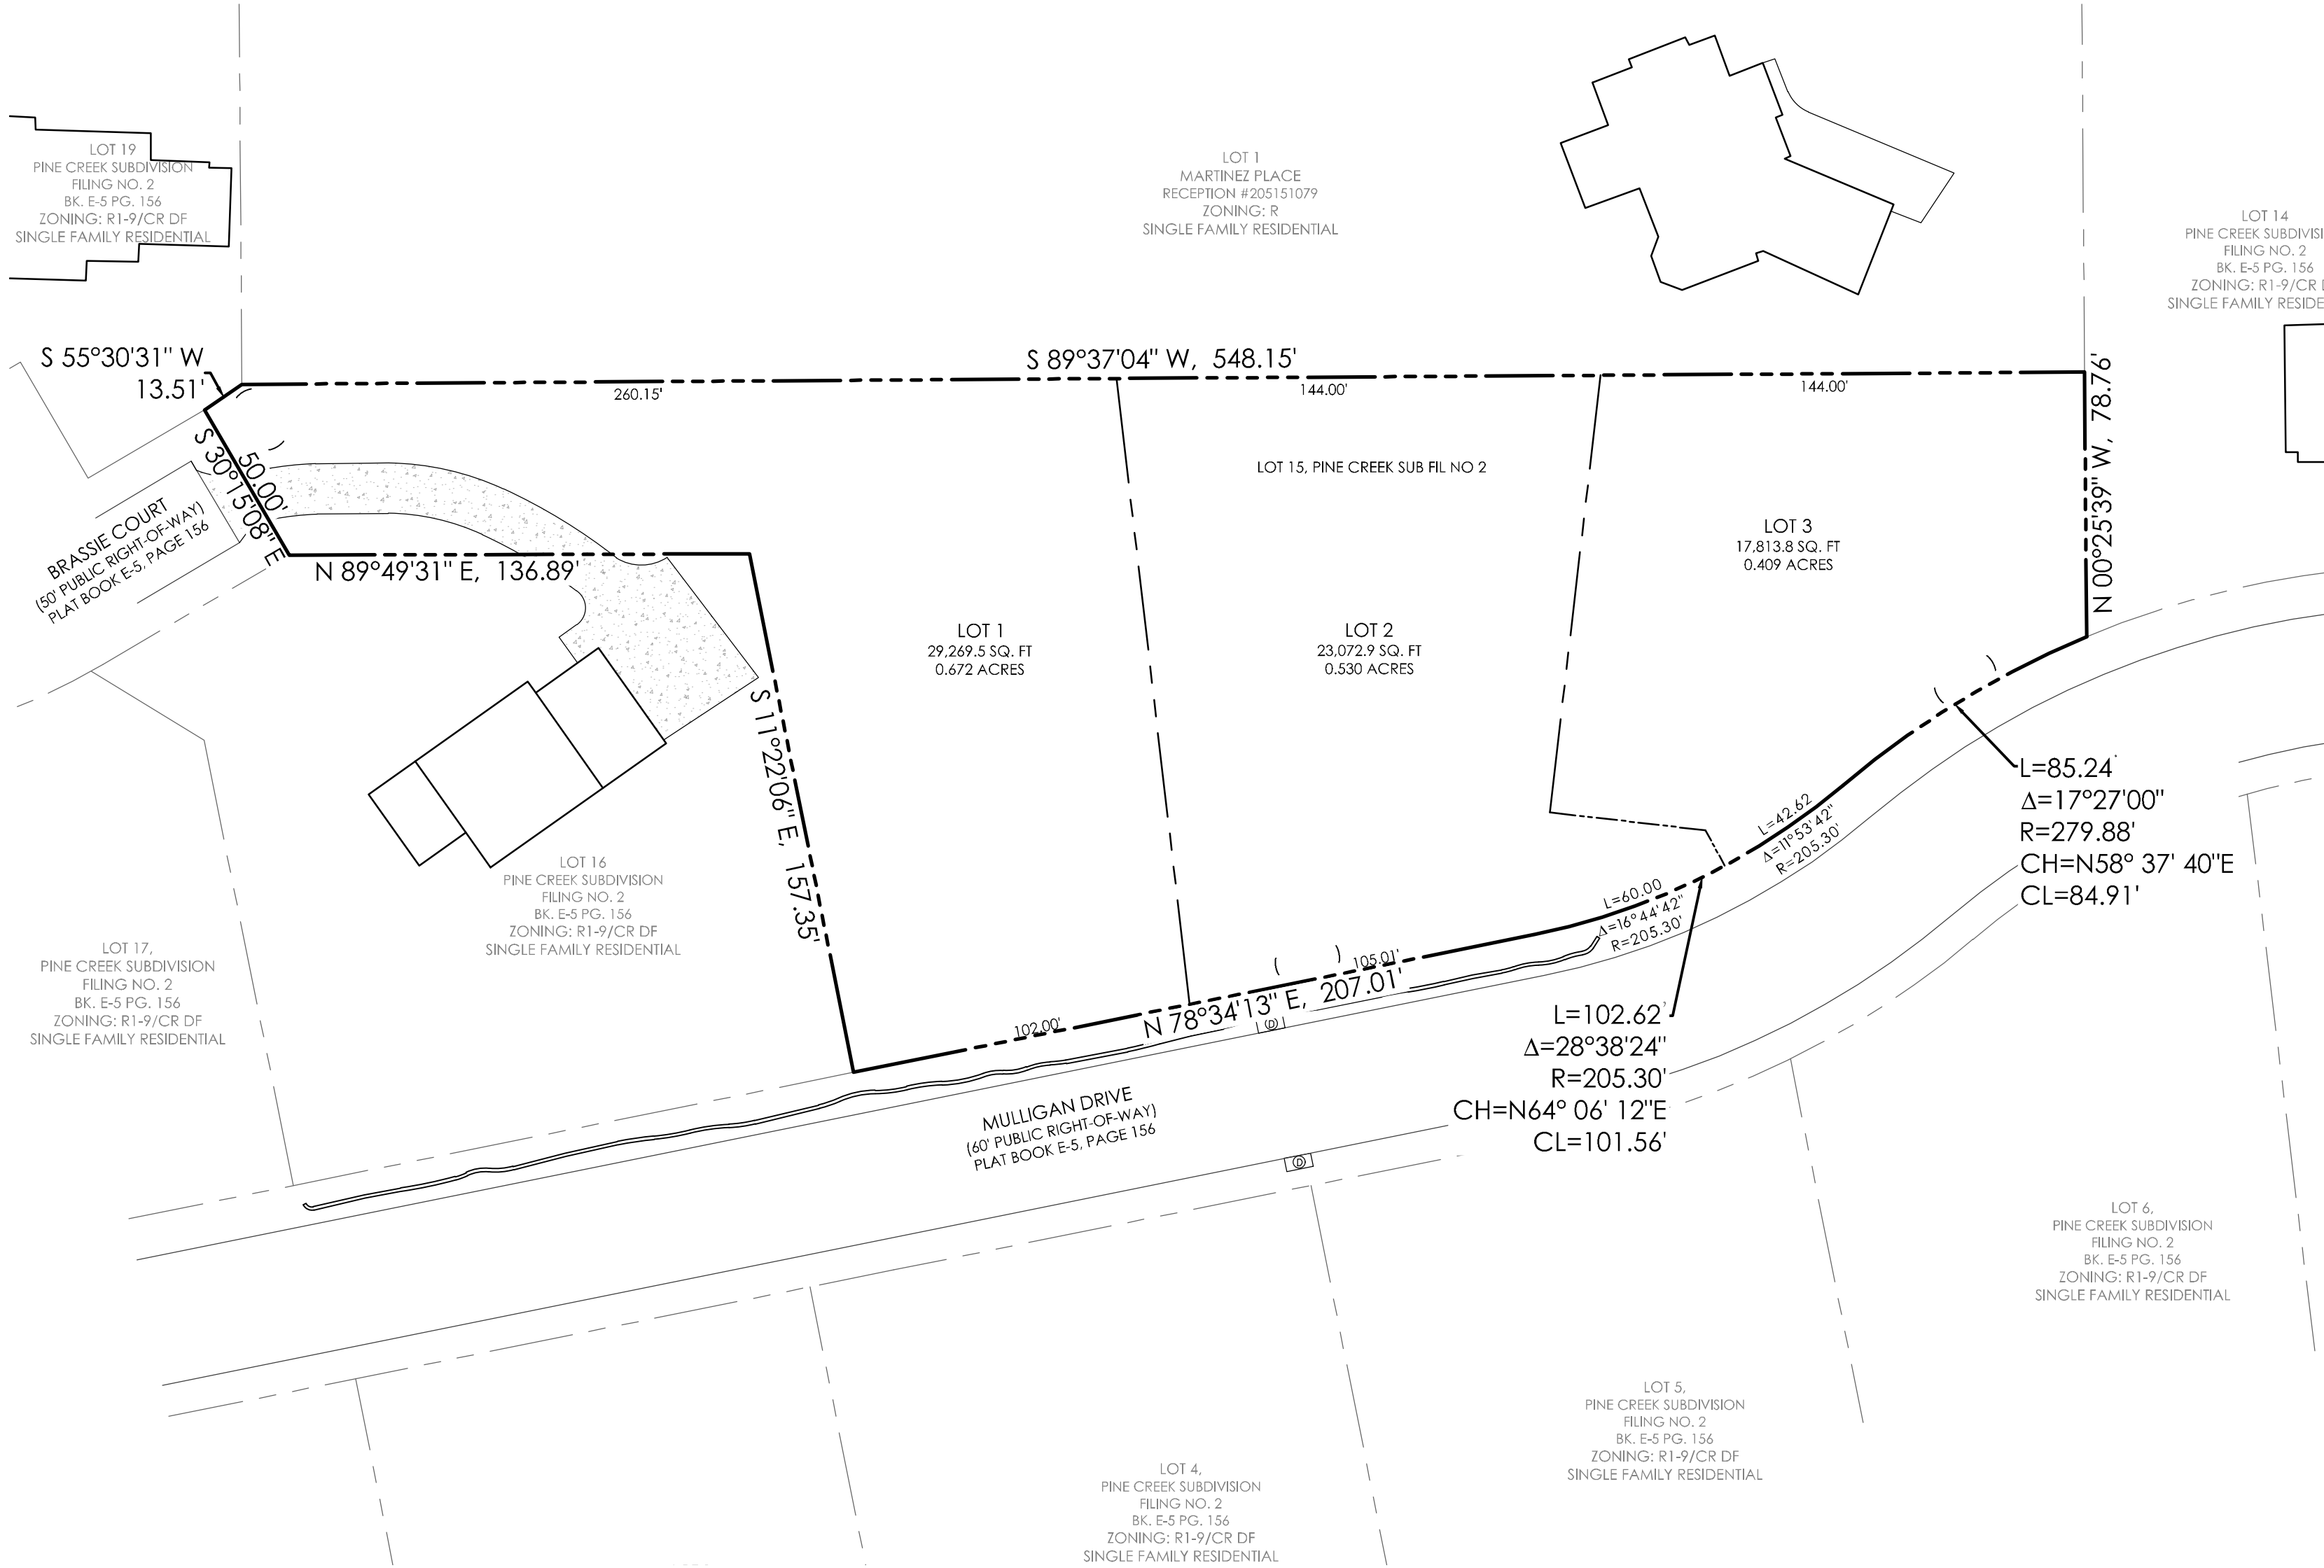 LOT 19
PINE CREEK SUBDIVISION
FILING NO. 2
BK. E-5 PG. 156
ZONING: R1-9/CR DF
SINGLE FAMILY RESIDENTIAL
LOT 1
MARTINEZ PLACE
RECEPTION #205151079
ZONING: R
SINGLE FAMILY RESIDENTIAL
LOT 14
PINE CREEK SUBDIVISI
FILING NO. 2
BK. E-5 PG. 156
ZONING: R1-9/CR
SINGLE FAMILY RESIDE
S 55°30'31" W
13.51'
S 89°37'04" W, 548.15'
260.15'
144.00'
144.00'
N 00°25'39" W, 78.76'
S 30°15'08" E
50.00'
BRASSIE COURT
(50' PUBLIC RIGHT-OF-WAY)
PLAT BOOK E-5, PAGE 156
N 89°49'31" E, 136.89'
LOT 15, PINE CREEK SUB FIL NO 2
LOT 1
29,269.5 SQ. FT
0.672 ACRES
LOT 2
23,072.9 SQ. FT
0.530 ACRES
LOT 3
17,813.8 SQ. FT
0.409 ACRES
S 11°22'06" E, 157.35'
L=85.24'
Δ=17°27'00"
R=279.88'
CH=N58° 37' 40"E
CL=84.91'
L=42.62
Δ=11°53'42"
R=205.30'
L=60.00
Δ=16°44'42"
R=205.30'
LOT 16
PINE CREEK SUBDIVISION
FILING NO. 2
BK. E-5 PG. 156
ZONING: R1-9/CR DF
SINGLE FAMILY RESIDENTIAL
LOT 17,
PINE CREEK SUBDIVISION
FILING NO. 2
BK. E-5 PG. 156
ZONING: R1-9/CR DF
SINGLE FAMILY RESIDENTIAL
105.01'
102.00'
N 78°34'13" E, 207.01'
D
L=102.62'
Δ=28°38'24"
R=205.30'
CH=N64° 06' 12"E
CL=101.56'
MULLIGAN DRIVE
(60' PUBLIC RIGHT-OF-WAY)
PLAT BOOK E-5, PAGE 156
D
LOT 6,
PINE CREEK SUBDIVISION
FILING NO. 2
BK. E-5 PG. 156
ZONING: R1-9/CR DF
SINGLE FAMILY RESIDENTIAL
LOT 5,
PINE CREEK SUBDIVISION
FILING NO. 2
BK. E-5 PG. 156
ZONING: R1-9/CR DF
SINGLE FAMILY RESIDENTIAL
LOT 4,
PINE CREEK SUBDIVISION
FILING NO. 2
BK. E-5 PG. 156
ZONING: R1-9/CR DF
SINGLE FAMILY RESIDENTIAL